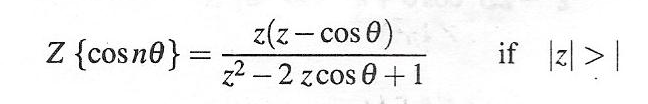 Z {cos nθ} = z(z − cos θ) / z² − 2 z cos θ + 1 if |z| > |